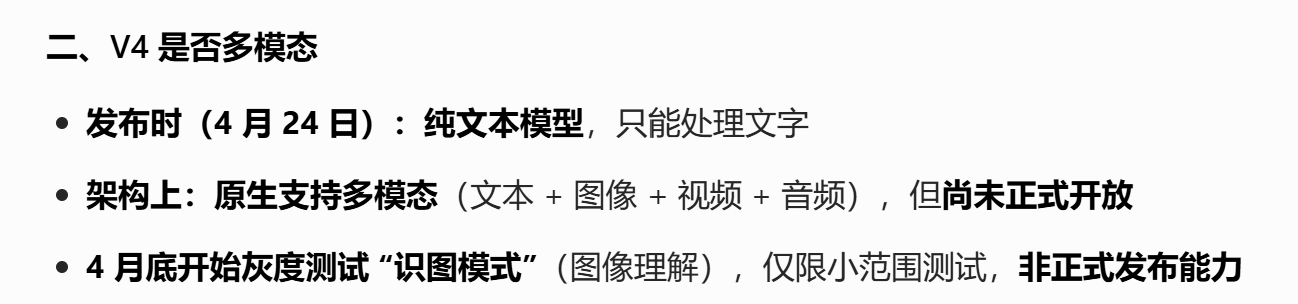 二、V4 是否多模态
• 发布时（4 月 24 日）：纯文本模型，只能处理文字
• 架构上：原生支持多模态（文本 + 图像 + 视频 + 音频），但尚未正式开放
• 4 月底开始灰度测试 “识图模式”（图像理解），仅限小范围测试，非正式发布能力